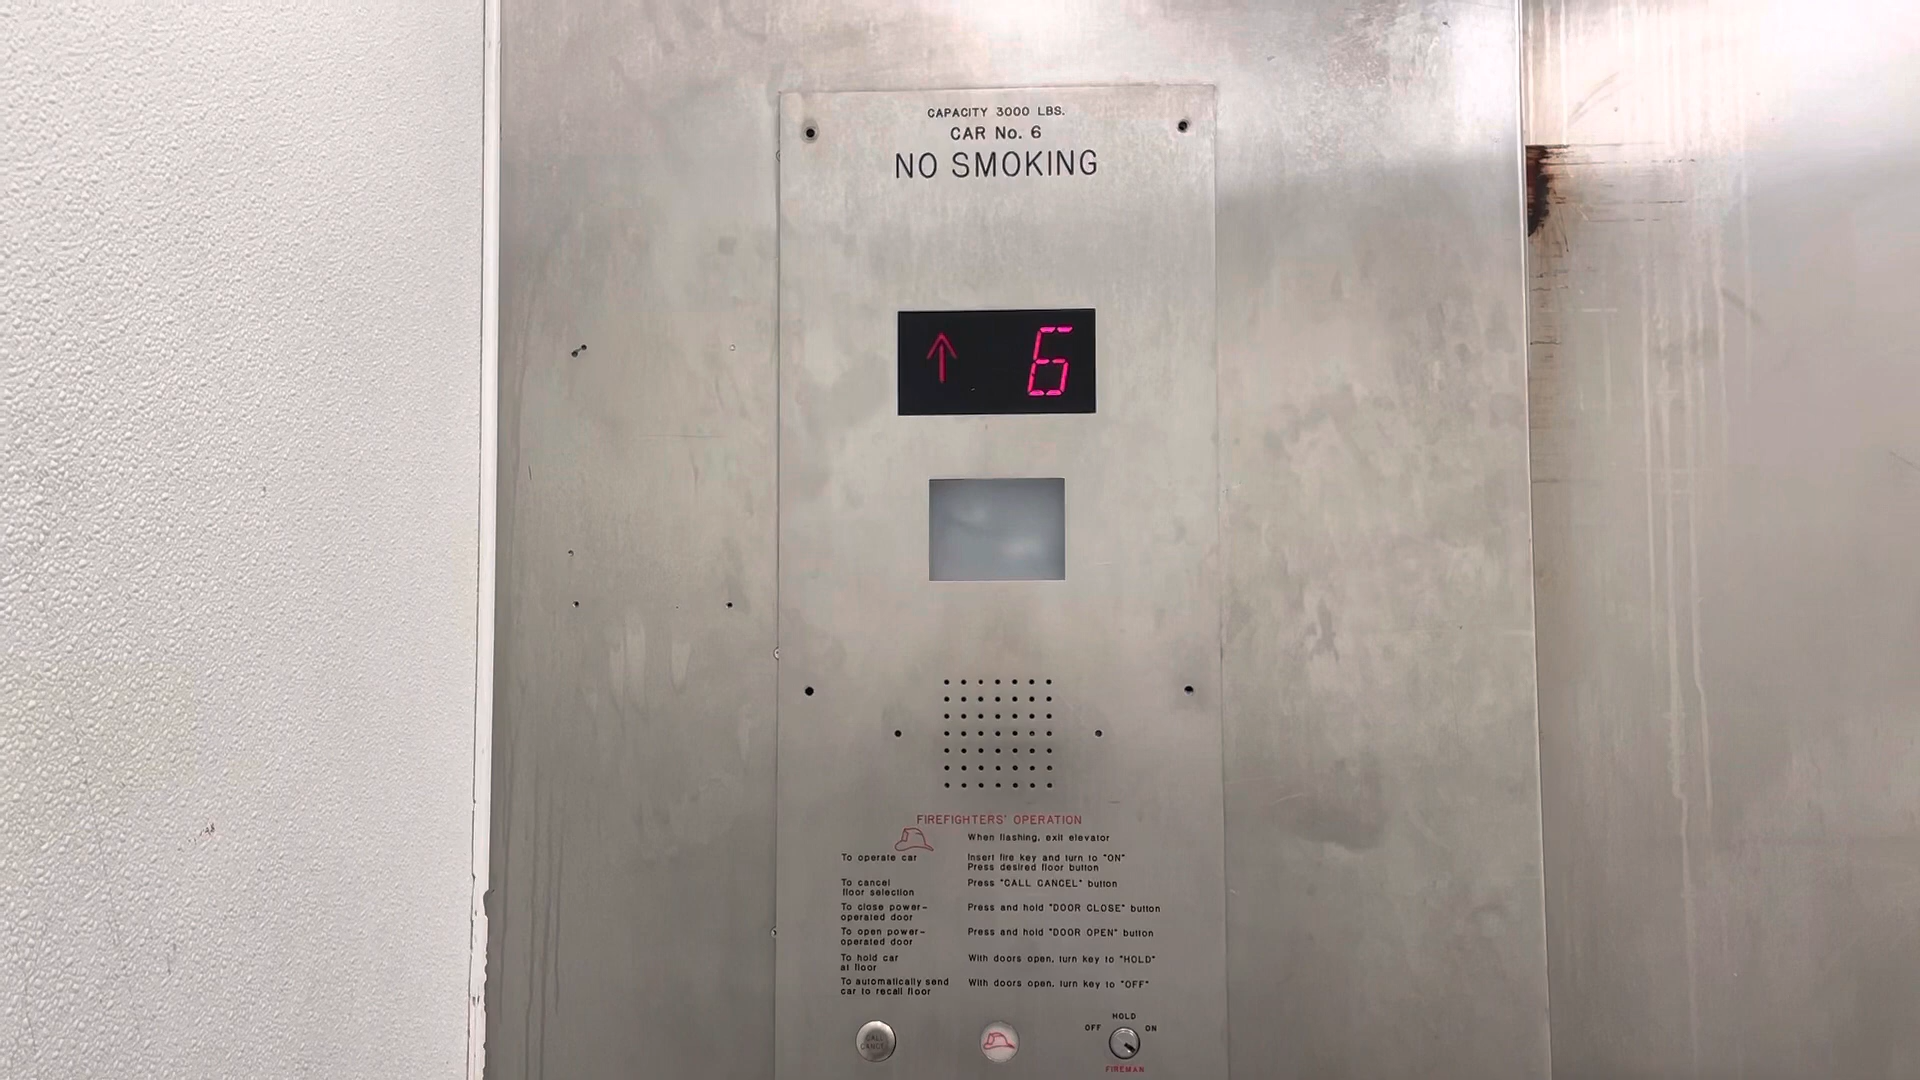 CAPACITY 3000 LBS.
CAR No. 6
NO SMOKING
↑ 6
FIREFIGHTERS' OPERATION
When flashing, exit elevator
To operate car
Insert fire key and turn to "ON"
Press desired floor button
To cancel
floor selection
Press "CALL CANCEL" button
To close power-
operated door
Press and hold "DOOR CLOSE" button
To open power-
operated door
Press and hold "DOOR OPEN" button
To hold car
at floor
With doors open, turn key to "HOLD"
To automatically send
car to recall floor
With doors open, turn key to "OFF"
CALL
CANCEL
HOLD
OFF ON
FIREMAN